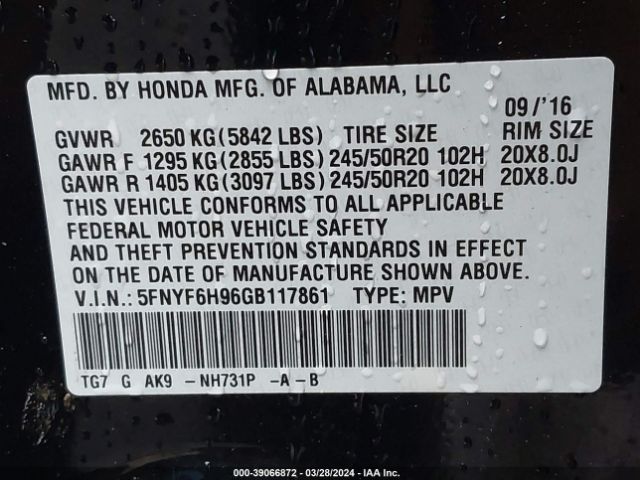 MFD. BY HONDA MFG. OF ALABAMA, LLC
09/'16
GVWR 2650 KG(5842 LBS) TIRE SIZE RIM SIZE
GAWR F 1295 KG(2855 LBS) 245/50R20 102H 20X8.0J
GAWR R 1405 KG(3097 LBS) 245/50R20 102H 20X8.0J
THIS VEHICLE CONFORMS TO ALL APPLICABLE
FEDERAL MOTOR VEHICLE SAFETY
AND THEFT PREVENTION STANDARDS IN EFFECT
ON THE DATE OF MANUFACTURE SHOWN ABOVE.
V.I.N.: 5FNYF6H96GB117861 TYPE: MPV
TG7 G AK9 -NH731P -A-B
000-39066872 / 03/28/2024 - IAA Inc.